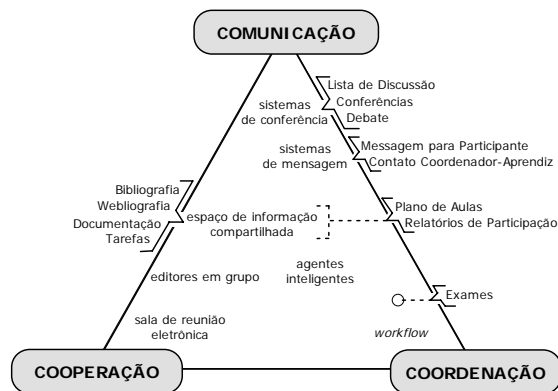 COMUNICAÇÃO
Lista de Discussão
Conferências
Debate
sistemas
de conferência
Messagem para Participante
Contato Coordenador-Aprendiz
sistemas
de mensagem
Bibliografia
Webliografia
Documentação
Tarefas
espaço de informação
compartilhada
Plano de Aulas
Relatórios de Participação
agentes
inteligentes
editores em grupo
Exames
sala de reunião
eletrônica
workflow
COOPERAÇÃO
COORDENAÇÃO